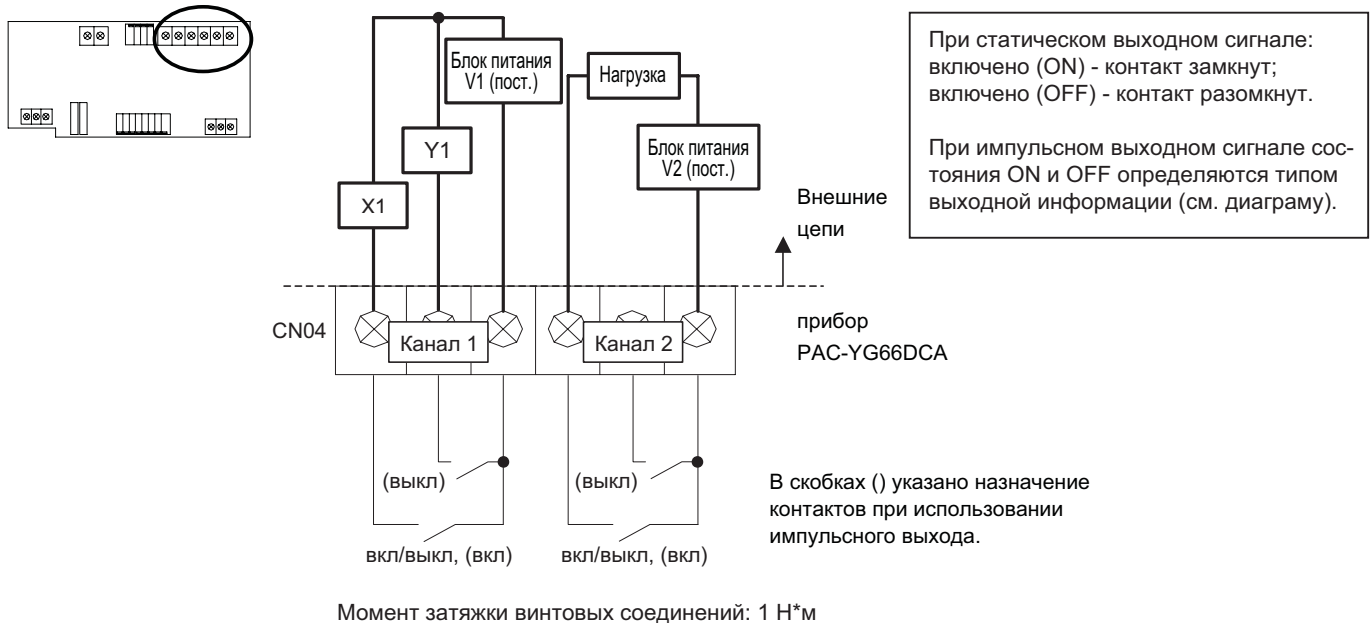 Блок питания
V1 (пост.)
Нагрузка
Y1
Блок питания
V2 (пост.)
X1
Внешние
цепи
При статическом выходном сигнале:
включено (ON) - контакт замкнут;
включено (OFF) - контакт разомкнут.
При импульсном выходном сигнале сос-
тояния ON и OFF определяются типом
выходной информации (см. диаграму).
CN04
Канал 1
Канал 2
прибор
PAC-YG66DCA
(выкл)
(выкл)
вкл/выкл, (вкл)
вкл/выкл, (вкл)
В скобках () указано назначение
контактов при использовании
импульсного выхода.
Момент затяжки винтовых соединений: 1 Н*м